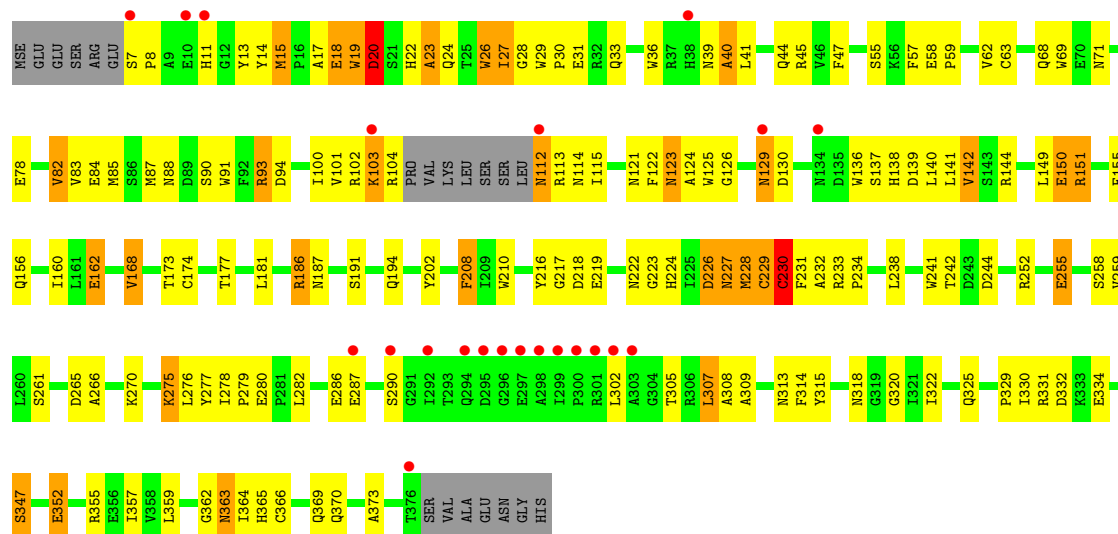 MSE GLU GLU SER ARG GLU S7 P8 A9 E10 H11 G12 Y13 Y14 M15 P16 A17 E18 W19 D20 S21 H22 A23 Q24 T25 W26 I27 G28 W29 P30 E31 R32 Q33 W36 R37 H38 N39 A40 L41 Q44 R45 V46 F47 S55 K56 F57 E58 P59 V62 C63 Q68 W69 E70 N71
E78 V82 V83 E84 M85 S86 M87 N88 D89 S90 W91 F92 R93 D94 I100 V101 R102 K103 R104 PRO VAL LYS LEU SER SER LEU N112 R113 N114 I115 N121 F122 N123 A124 W125 G126 N129 D130 N134 D135 W136 S137 H138 D139 L140 L141 V142 S143 R144 L149 E150 R151 E155
Q156 I160 L161 E162 V168 T173 C174 T177 L181 R186 N187 S191 Q194 Y202 F208 I209 W210 Y216 G217 D218 E219 N222 G223 H224 I225 D226 N227 M228 C229 C230 F231 A232 R233 P234 L238 W241 T242 D243 D244 R252 E255 S258 V259
L260 S261 D265 A266 K270 K275 L276 Y277 I278 P279 E280 P281 L282 E286 E287 S290 G291 I292 T293 Q294 D295 G296 E297 A298 I299 P300 R301 L302 A303 G304 T305 R306 L307 A308 A309 N313 F314 Y315 N318 G319 G320 I321 I322 Q325 P329 I330 R331 D332 K333 E334
S347 E352 R355 E356 I357 V358 L359 G362 N363 I364 H365 C366 Q369 Q370 A373 T376 SER VAL ALA GLU ASN GLY HIS